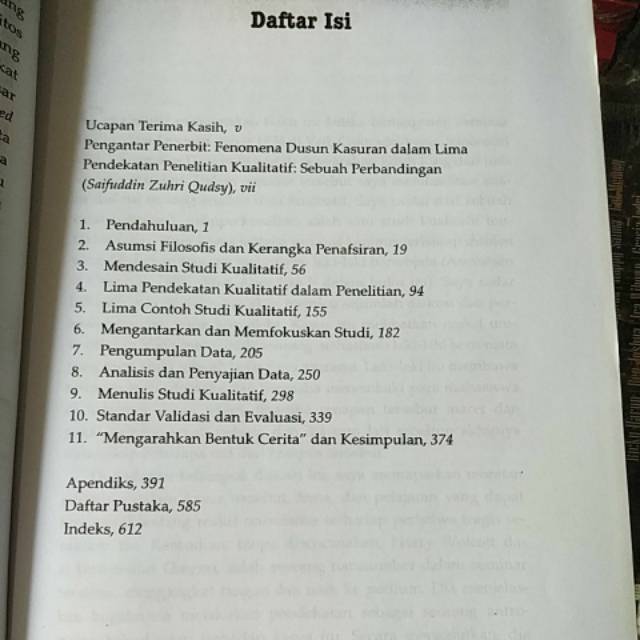 Daftar Isi
Ucapan Terima Kasih, v
Pengantar Penerbit: Fenomena Dusun Kasuran dalam Lima
Pendekatan Penelitian Kualitatif: Sebuah Perbandingan
(Saifuddin Zuhri Qudsy), vii
1. Pendahuluan, 1
2. Asumsi Filosofis dan Kerangka Penafsiran, 19
3. Mendesain Studi Kualitatif, 56
4. Lima Pendekatan Kualitatif dalam Penelitian, 94
5. Lima Contoh Studi Kualitatif, 155
6. Mengantarkan dan Memfokuskan Studi, 182
7. Pengumpulan Data, 205
8. Analisis dan Penyajian Data, 250
9. Menulis Studi Kualitatif, 298
10. Standar Validasi dan Evaluasi, 339
11. “Mengarahkan Bentuk Cerita” dan Kesimpulan, 374
Apendiks, 391
Daftar Pustaka, 585
Indeks, 612